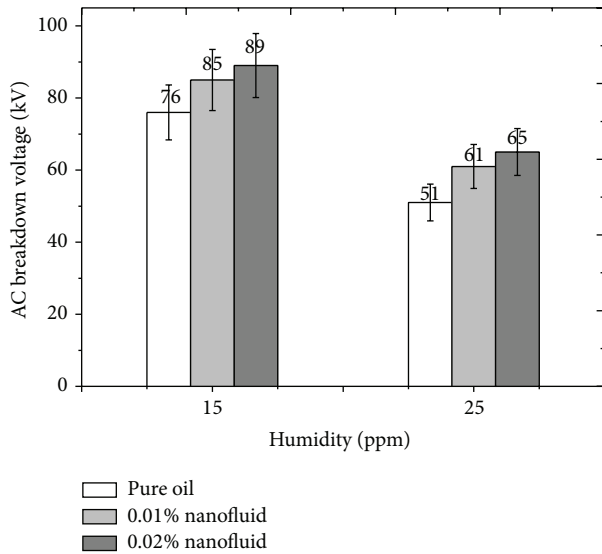 100
80
60
40
20
0
AC breakdown voltage (kV)
76
85
89
51
61
65
15
25
Humidity (ppm)
Pure oil
0.01% nanofluid
0.02% nanofluid